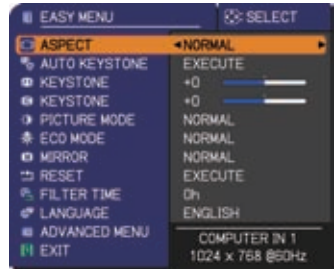 EASY MENU SELECT
ASPECT NORMAL
AUTO KEYSTONE EXECUTE
KEYSTONE +0
KEYSTONE +0
PICTURE MODE NORMAL
ECO MODE NORMAL
MIRROR NORMAL
RESET EXECUTE
FILTER TIME 0h
LANGUAGE ENGLISH
ADVANCED MENU
EXIT
COMPUTER IN 1
1024 x 768 @60Hz